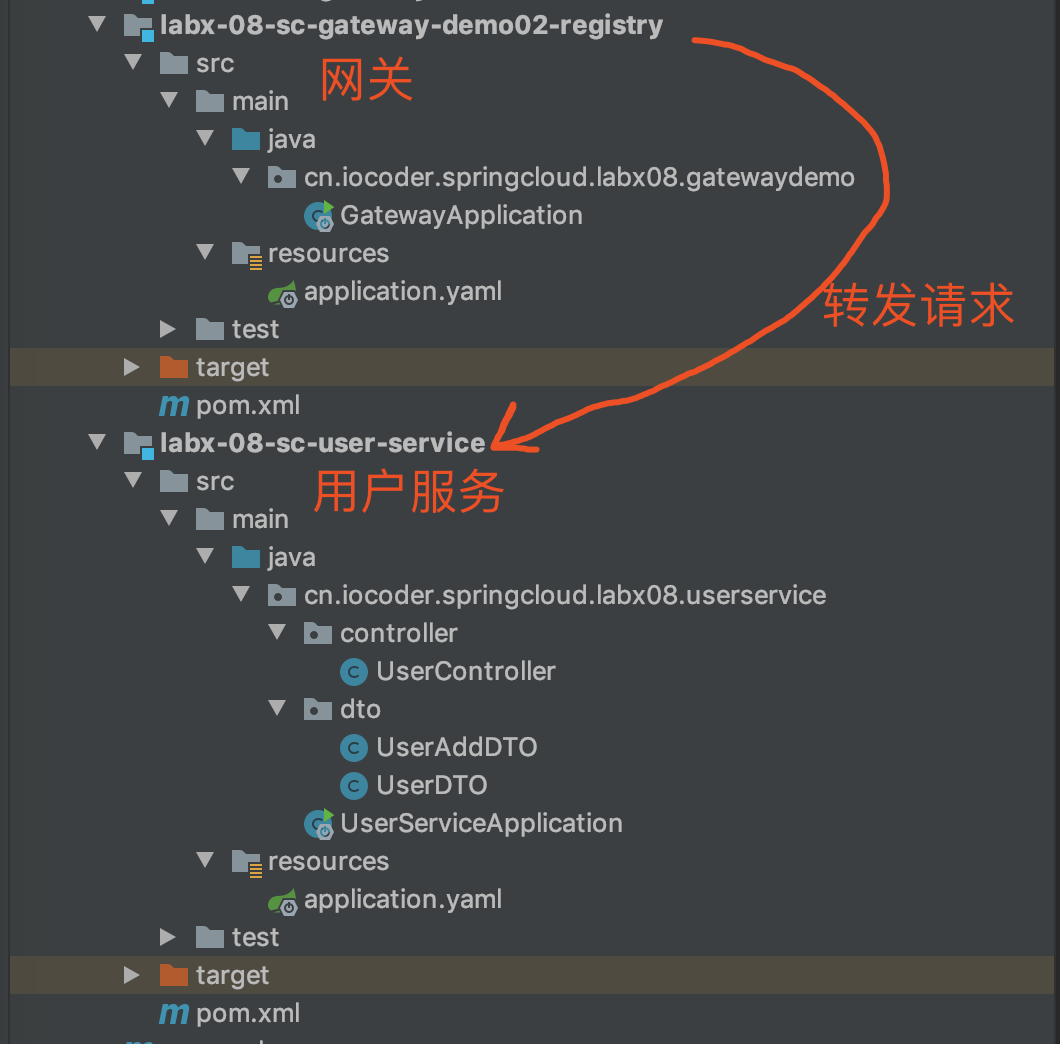 labx-08-sc-gateway-demo02-registry
src
网关
main
java
cn.iocoder.springcloud.labx08.gatewaydemo
GatewayApplication
resources
application.yaml
转发请求
test
target
pom.xml
labx-08-sc-user-service
src
用户服务
main
java
cn.iocoder.springcloud.labx08.userservice
controller
UserController
dto
UserAddDTO
UserDTO
UserServiceApplication
resources
application.yaml
test
target
pom.xml